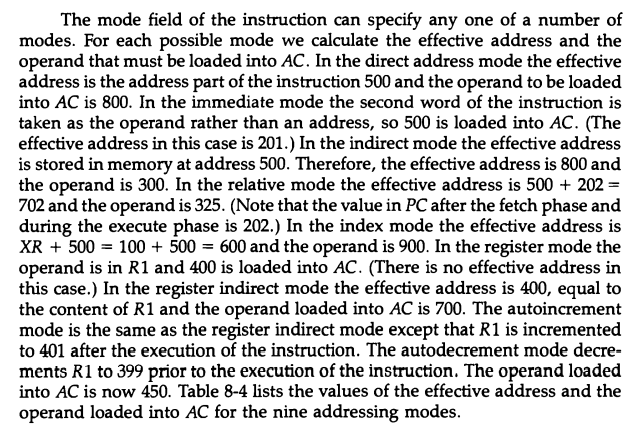 The mode field of the instruction can specify any one of a number of
modes. For each possible mode we calculate the effective address and the
operand that must be loaded into AC. In the direct address mode the effective
address is the address part of the instruction 500 and the operand to be loaded
into AC is 800. In the immediate mode the second word of the instruction is
taken as the operand rather than an address, so 500 is loaded into AC. (The
effective address in this case is 201.) In the indirect mode the effective address
is stored in memory at address 500. Therefore, the effective address is 800 and
the operand is 300. In the relative mode the effective address is 500 + 202 =
702 and the operand is 325. (Note that the value in PC after the fetch phase and
during the execute phase is 202.) In the index mode the effective address is
XR + 500 = 100 + 500 = 600 and the operand is 900. In the register mode the
operand is in R1 and 400 is loaded into AC. (There is no effective address in
this case.) In the register indirect mode the effective address is 400, equal to
the content of R1 and the operand loaded into AC is 700. The autoincrement
mode is the same as the register indirect mode except that R1 is incremented
to 401 after the execution of the instruction. The autodecrement mode decre-
ments R1 to 399 prior to the execution of the instruction. The operand loaded
into AC is now 450. Table 8-4 lists the values of the effective address and the
operand loaded into AC for the nine addressing modes.